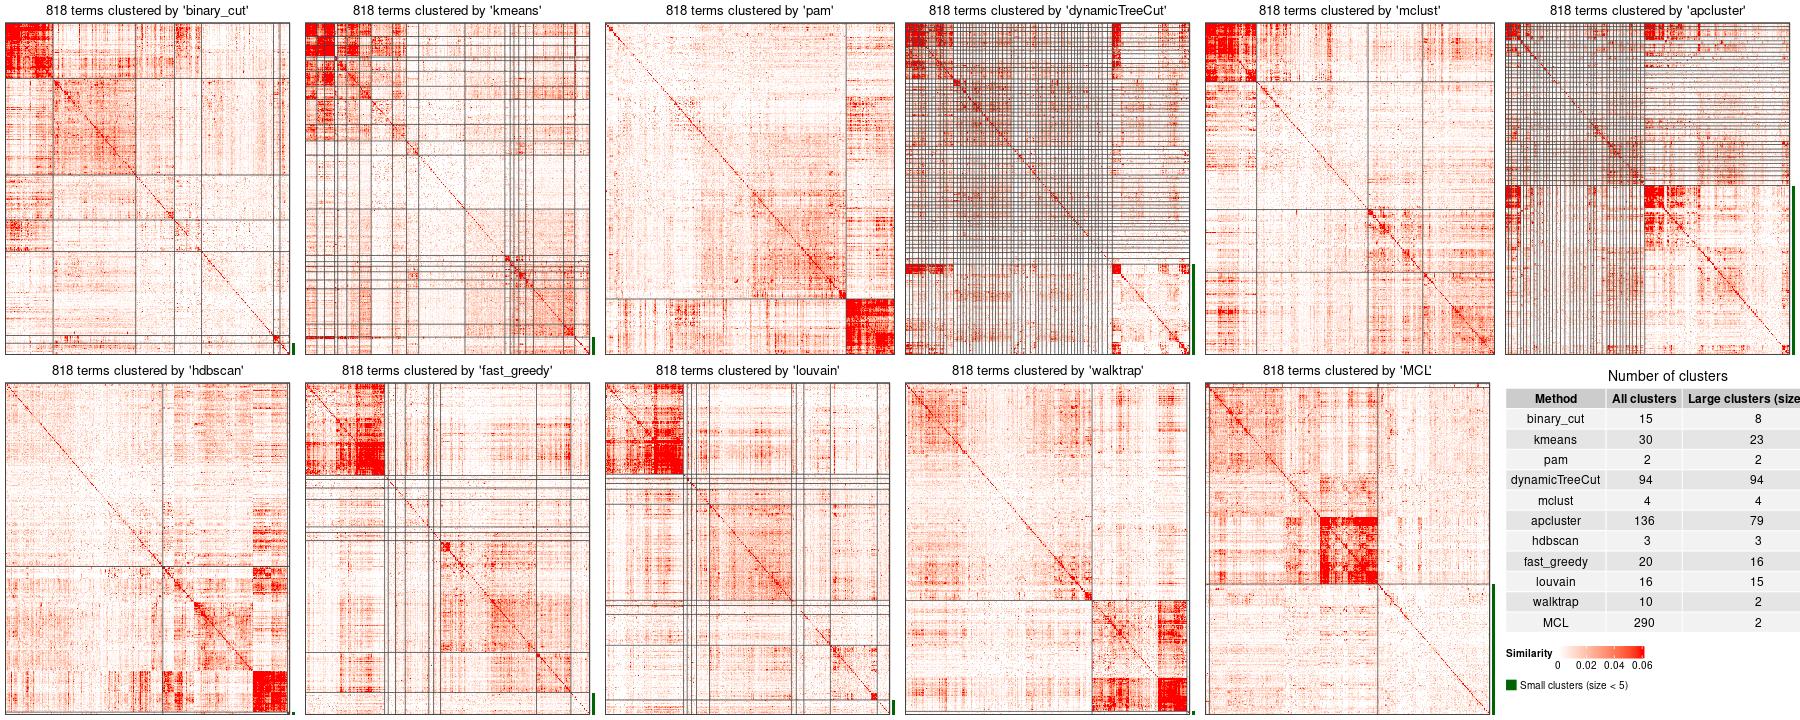 818 terms clustered by 'binary_cut'
818 terms clustered by 'kmeans'
818 terms clustered by 'pam'
818 terms clustered by 'dynamicTreeCut'
818 terms clustered by 'mclust'
818 terms clustered by 'apcluster'
818 terms clustered by 'hdbscan'
818 terms clustered by 'fast_greedy'
818 terms clustered by 'louvain'
818 terms clustered by 'walktrap'
818 terms clustered by 'MCL'
Number of clusters
Method All clusters Large clusters (size
binary_cut 15 8
kmeans 30 23
pam 2 2
dynamicTreeCut 94 94
mclust 4 4
apcluster 136 79
hdbscan 3 3
fast_greedy 20 16
louvain 16 15
walktrap 10 2
MCL 290 2
Similarity
0 0.02 0.04 0.06
Small clusters (size < 5)